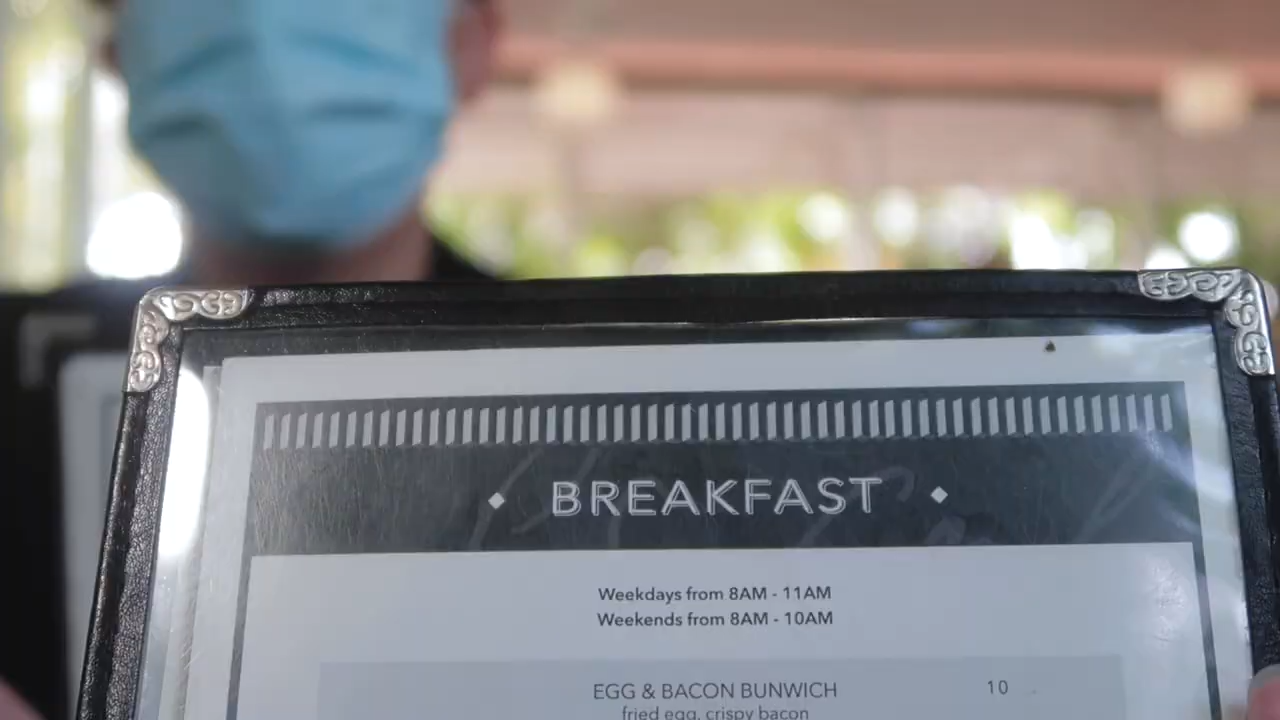 BREAKFAST
Weekdays from 8AM - 11AM
Weekends from 8AM - 10AM
EGG & BACON BUNWICH 10
fried egg, crispy bacon